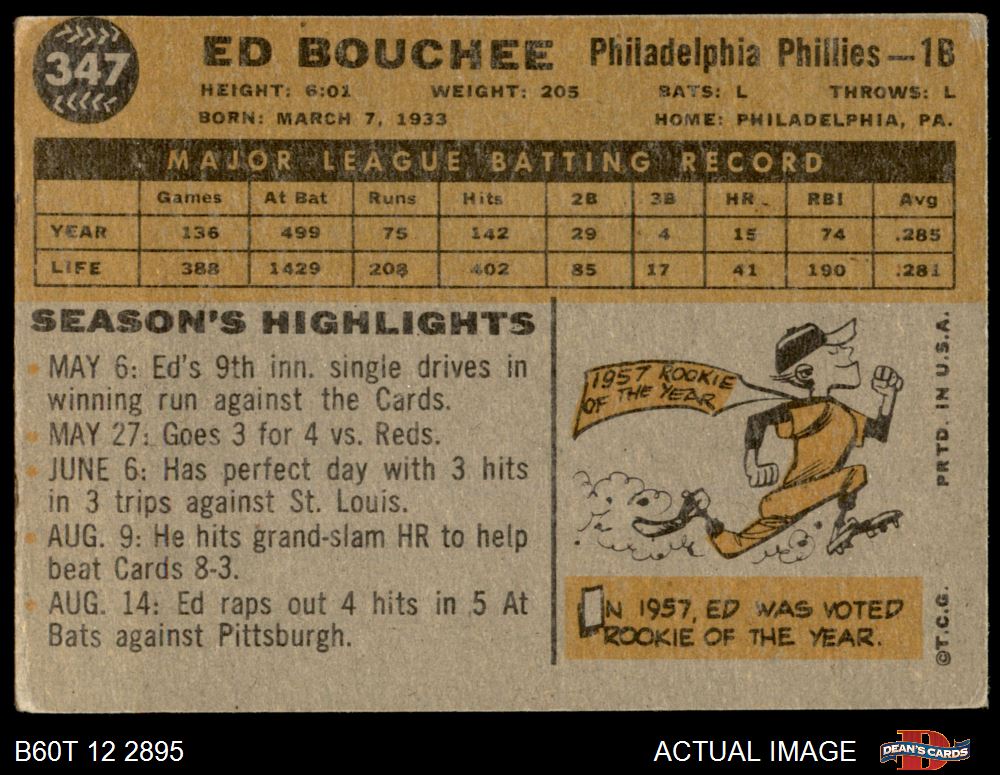 347
ED BOUCHEE Philadelphia Phillies—1B
HEIGHT: 6:01 WEIGHT: 205 BATS: L THROWS: L
BORN: MARCH 7, 1933 HOME: PHILADELPHIA, PA.
MAJOR LEAGUE BATTING RECORD
Games At Bat Runs Hits 2B 3B HR RBI Avg
YEAR 136 499 75 142 29 4 15 74 .285
LIFE 388 1429 208 402 85 17 41 190 .281
SEASON'S HIGHLIGHTS
• MAY 6: Ed's 9th inn. single drives in
winning run against the Cards.
• MAY 27: Goes 3 for 4 vs. Reds.
• JUNE 6: Has perfect day with 3 hits
in 3 trips against St. Louis.
• AUG. 9: He hits grand-slam HR to help
beat Cards 8-3.
• AUG. 14: Ed raps out 4 hits in 5 At
Bats against Pittsburgh.
1957 ROOKIE
OF THE YEAR
IN 1957, ED WAS VOTED
ROOKIE OF THE YEAR.
©T.C.G. PRTD. IN U.S.A.
B60T 12 2895 ACTUAL IMAGE DEAN'S CARDS